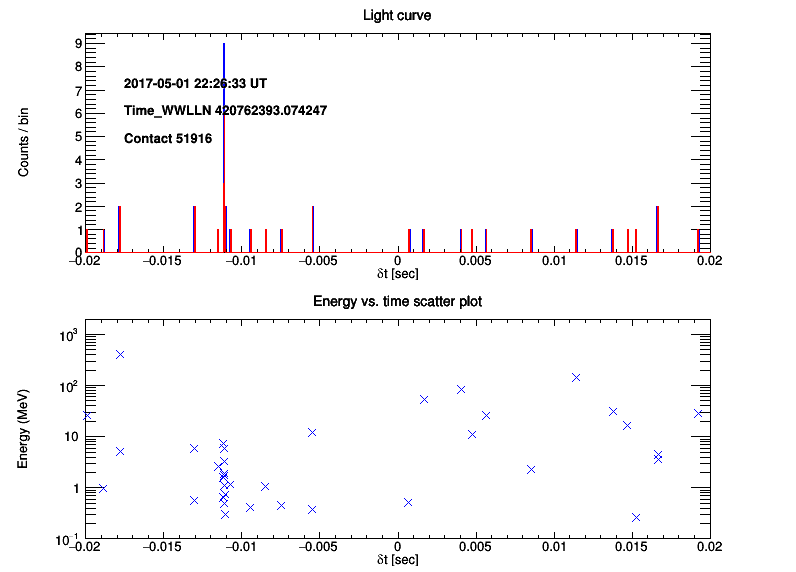 Light curve
Counts / bin
9
8
7
6
5
4
3
2
1
0
2017-05-01 22:26:33 UT
Time_WWLLN 420762393.074247
Contact 51916
−0.02 −0.015 −0.01 −0.005 0 0.005 0.01 0.015 0.02
δt [sec]
Energy vs. time scatter plot
Energy (MeV)
10³
10²
10
1
10⁻¹
−0.02 −0.015 −0.01 −0.005 0 0.005 0.01 0.015 0.02
δt [sec]